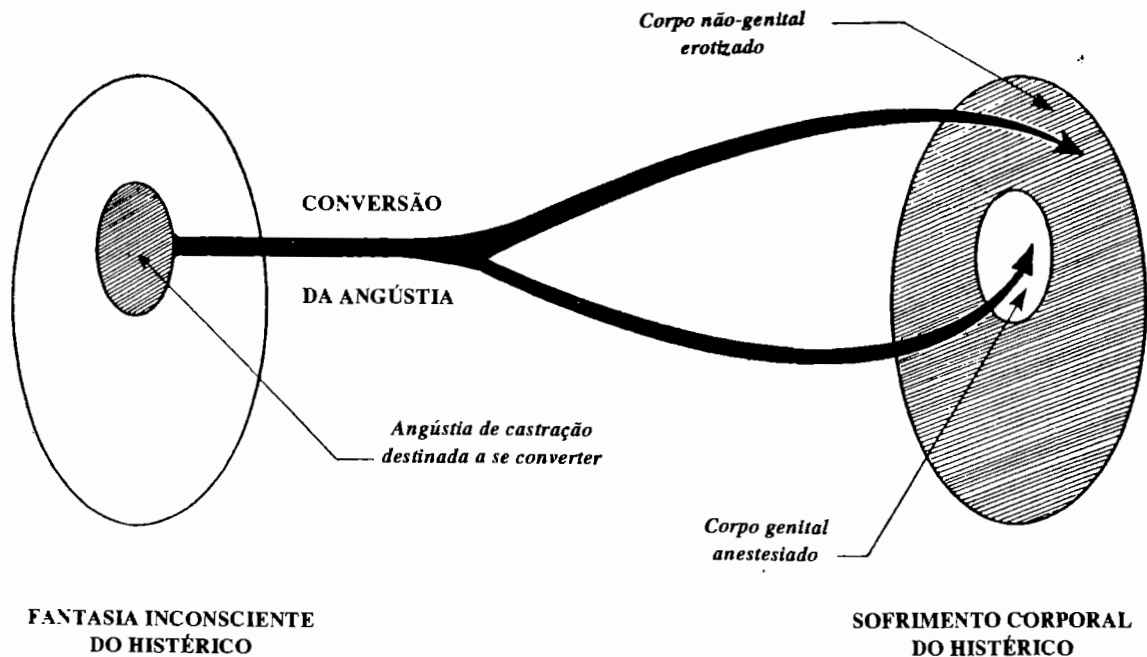 Corpo não-genital
erotizado
CONVERSÃO
DA ANGÚSTIA
Angústia de castração
destinada a se converter
Corpo genital
anestesiado
FANTASIA INCONSCIENTE
DO HISTÉRICO
SOFRIMENTO CORPORAL
DO HISTÉRICO